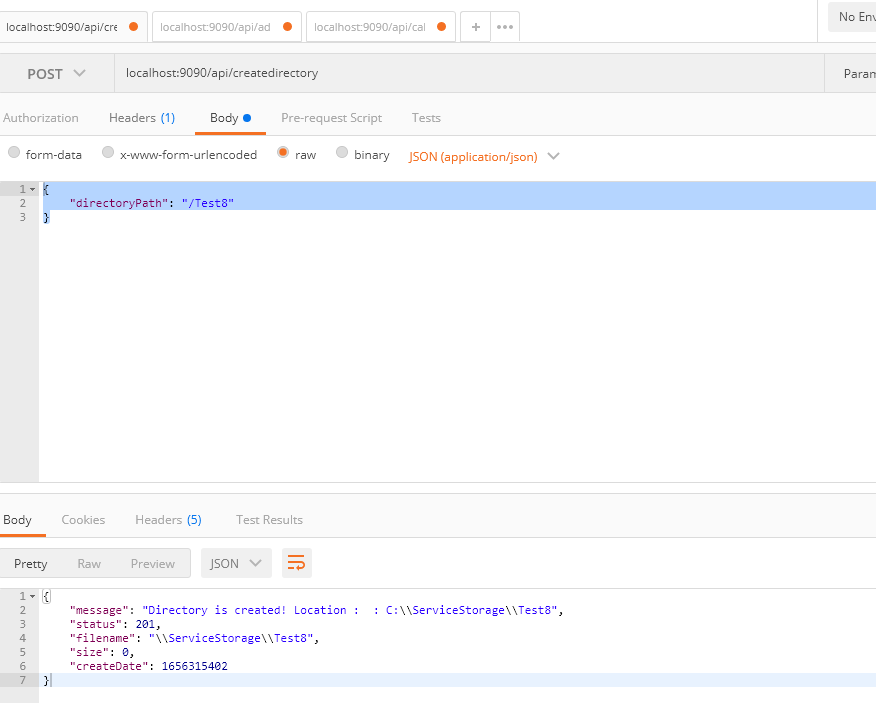 localhost:9090/api/cre
localhost:9090/api/ad
localhost:9090/api/cal
+
•••
No Env
POST
localhost:9090/api/createdirectory
Param
Authorization
Headers (1)
Body
Pre-request Script
Tests
form-data
x-www-form-urlencoded
raw
binary
JSON (application/json)
1 {
2 "directoryPath": "/Test8"
3 }
Body
Cookies
Headers (5)
Test Results
Pretty
Raw
Preview
JSON
1 {
2 "message": "Directory is created! Location :  : C:\\ServiceStorage\\Test8",
3 "status": 201,
4 "filename": "\\ServiceStorage\\Test8",
5 "size": 0,
6 "createDate": 1656315402
7 }